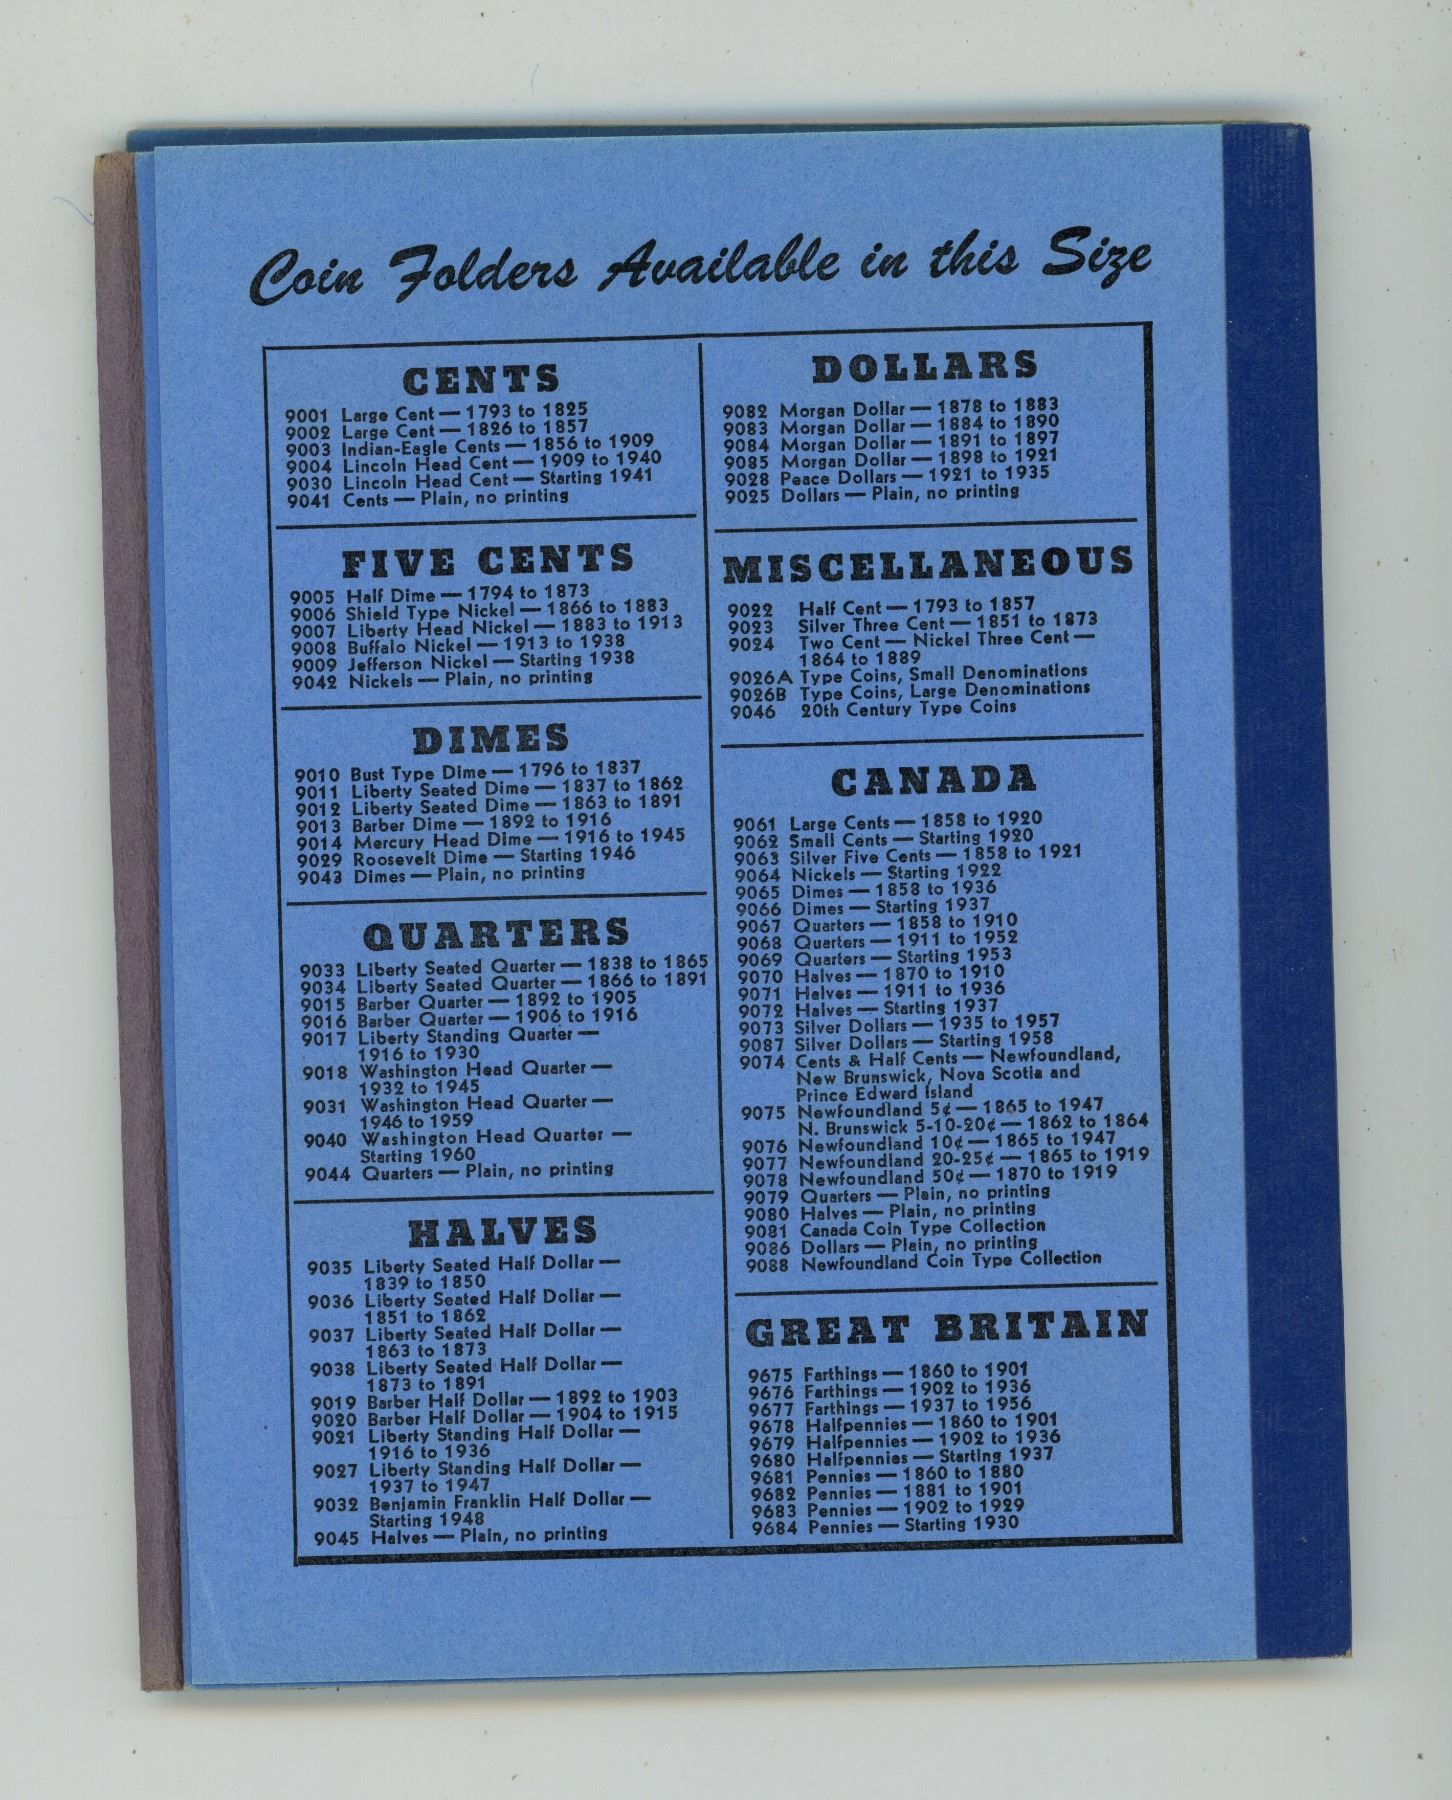 Coin Folders Available in this Size
CENTS
9001 Large Cent — 1793 to 1825
9002 Large Cent — 1826 to 1857
9003 Indian-Eagle Cents — 1856 to 1909
9004 Lincoln Head Cent — 1909 to 1940
9030 Lincoln Head Cent — Starting 1941
9041 Cents — Plain, no printing
FIVE CENTS
9005 Half Dime — 1794 to 1873
9006 Shield Type Nickel — 1866 to 1883
9007 Liberty Head Nickel — 1883 to 1913
9008 Buffalo Nickel — 1913 to 1938
9009 Jefferson Nickel — Starting 1938
9042 Nickels — Plain, no printing
DIMES
9010 Bust Type Dime — 1796 to 1837
9011 Liberty Seated Dime — 1837 to 1862
9012 Liberty Seated Dime — 1863 to 1891
9013 Barber Dime — 1892 to 1916
9014 Mercury Head Dime — 1916 to 1945
9029 Roosevelt Dime — Starting 1946
9043 Dimes — Plain, no printing
QUARTERS
9033 Liberty Seated Quarter — 1838 to 1865
9034 Liberty Seated Quarter — 1866 to 1891
9015 Barber Quarter — 1892 to 1905
9016 Barber Quarter — 1906 to 1916
9017 Liberty Standing Quarter —
1916 to 1930
9018 Washington Head Quarter —
1932 to 1945
9031 Washington Head Quarter —
1946 to 1959
9040 Washington Head Quarter —
Starting 1960
9044 Quarters — Plain, no printing
HALVES
9035 Liberty Seated Half Dollar —
1839 to 1850
9036 Liberty Seated Half Dollar —
1851 to 1862
9037 Liberty Seated Half Dollar —
1863 to 1873
9038 Liberty Seated Half Dollar —
1873 to 1891
9019 Barber Half Dollar — 1892 to 1903
9020 Barber Half Dollar — 1904 to 1915
9021 Liberty Standing Half Dollar —
1916 to 1936
9027 Liberty Standing Half Dollar —
1937 to 1947
9032 Benjamin Franklin Half Dollar —
Starting 1948
9045 Halves — Plain, no printing
DOLLARS
9082 Morgan Dollar — 1878 to 1883
9083 Morgan Dollar — 1884 to 1890
9084 Morgan Dollar — 1891 to 1897
9085 Morgan Dollar — 1898 to 1921
9028 Peace Dollars — 1921 to 1935
9025 Dollars — Plain, no printing
MISCELLANEOUS
9022 Half Cent — 1793 to 1857
9023 Silver Three Cent — 1851 to 1873
9024 Two Cent — Nickel Three Cent —
1864 to 1889
9026A Type Coins, Small Denominations
9026B Type Coins, Large Denominations
9046 20th Century Type Coins
CANADA
9061 Large Cents — 1858 to 1920
9062 Small Cents — Starting 1920
9063 Silver Five Cents — 1858 to 1921
9064 Nickels — Starting 1922
9065 Dimes — 1858 to 1936
9066 Dimes — Starting 1937
9067 Quarters — 1858 to 1910
9068 Quarters — 1911 to 1952
9069 Quarters — Starting 1953
9070 Halves — 1870 to 1910
9071 Halves — 1911 to 1936
9072 Halves — Starting 1937
9073 Silver Dollars — 1935 to 1957
9087 Silver Dollars — Starting 1958
9074 Cents & Half Cents — Newfoundland,
New Brunswick, Nova Scotia and
Prince Edward Island
9075 Newfoundland 5¢ — 1865 to 1947
N. Brunswick 5-10-20¢ — 1862 to 1864
9076 Newfoundland 10¢ — 1865 to 1947
9077 Newfoundland 20-25¢ — 1865 to 1919
9078 Newfoundland 50¢ — 1870 to 1919
9079 Quarters — Plain, no printing
9080 Halves — Plain, no printing
9081 Canada Coin Type Collection
9086 Dollars — Plain, no printing
9088 Newfoundland Coin Type Collection
GREAT BRITAIN
9675 Farthings — 1860 to 1901
9676 Farthings — 1902 to 1936
9677 Farthings — 1937 to 1956
9678 Halfpennies — 1860 to 1901
9679 Halfpennies — 1902 to 1936
9680 Halfpennies — Starting 1937
9681 Pennies — 1860 to 1880
9682 Pennies — 1881 to 1901
9683 Pennies — 1902 to 1929
9684 Pennies — Starting 1930